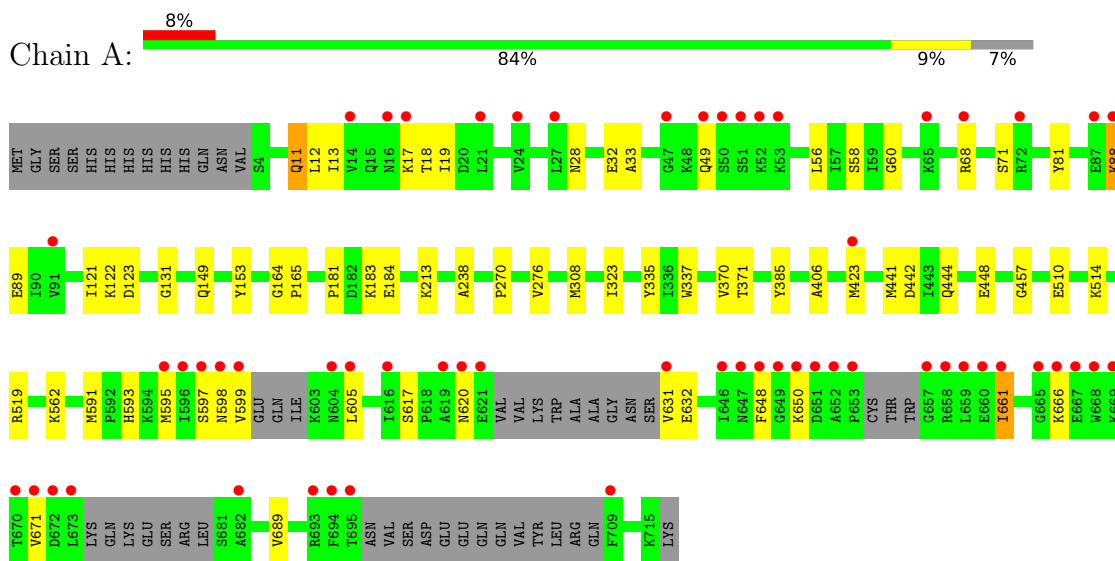 8%
Chain A:
84% 9% 7%
MET GLY SER SER HIS HIS HIS HIS HIS HIS GLN ASN VAL S4 Q11 L12 I13 V14 Q15 N16 K17 T18 I19 D20 L21 V24 L27 N28 E32 A33 G47 K48 Q49 S50 S51 K52 K53 L56 I57 S58 I59 G60 K65 R68 S71 R72 Y81 E87 K88
E89 I90 V91 I121 K122 D123 G131 Q149 Y153 G164 P165 P181 D182 K183 E184 K213 A238 P270 V276 M308 I323 Y335 I336 W337 V370 T371 Y385 A406 M423 M441 D442 I443 Q444 E448 G457 E510 K514
R519 K562 M591 P592 H593 K594 M595 I596 S597 N598 V599 GLU GLN ILE K603 N604 L605 I616 S617 P618 A619 N620 E621 VAL VAL LYS TRP ALA ALA GLY ASN SER V631 E632 I646 N647 F648 G649 K650 D651 A652 P653 CYS THR TRP G657 R658 L659 E660 I661 G665 K666 E667 W668 K669
T670 V671 D672 L673 LYS GLN LYS GLU SER ARG LEU S681 A682 V689 R693 F694 T695 ASN VAL SER ASP GLU GLU GLN GLN VAL TYR LEU ARG GLN F709 K715 LYS